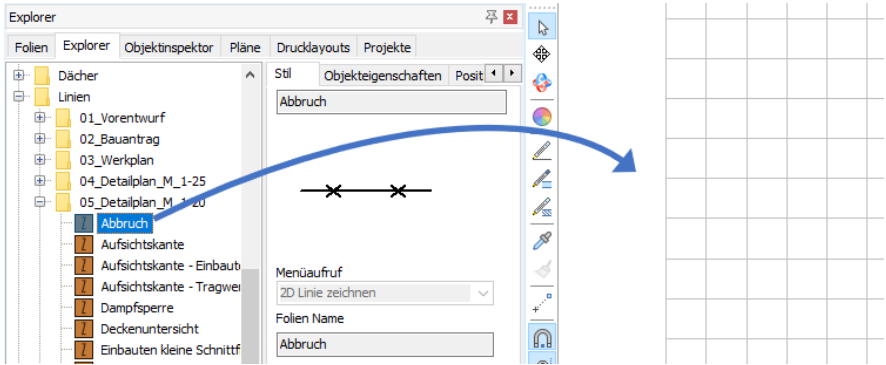 Explorer
Folien Explorer Objektinspektor Pläne Drucklayouts Projekte
Dächer
Linien
01_Vorentwurf
02_Bauantrag
03_Werkplan
04_Detailplan_M_1-25
05_Detailplan_M_1-20
Abbruch
Aufsichtskante
Aufsichtskante - Einbaut
Aufsichtskante - Tragwer
Dampfsperre
Deckenuntersicht
Einbauten kleine Schnittf
Stil Objekteigenschaften Posit
Abbruch
Menüaufruf
2D Linie zeichnen
Folien Name
Abbruch